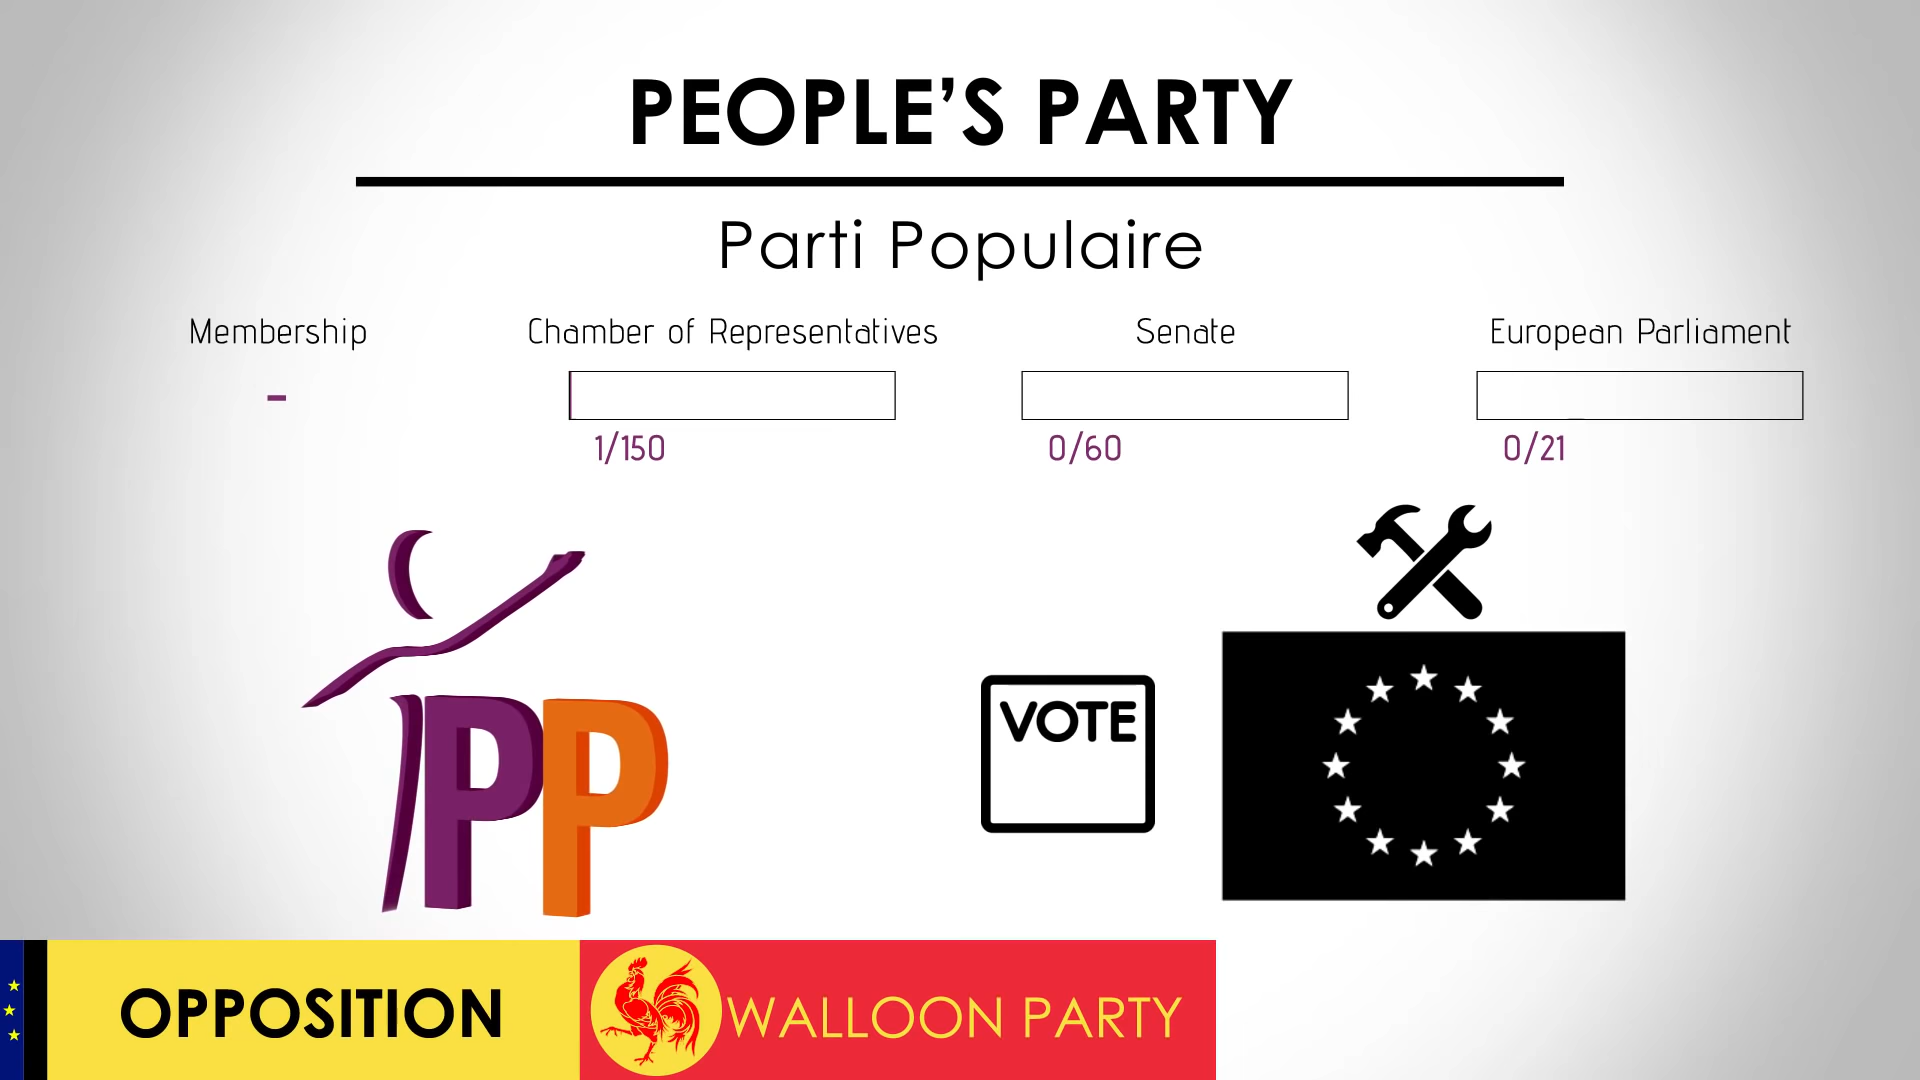 PEOPLE’S PARTY
Parti Populaire
Membership
Chamber of Representatives
Senate
European Parliament
-
1/150
0/60
0/21
PP
VOTE
OPPOSITION
WALLOON PARTY